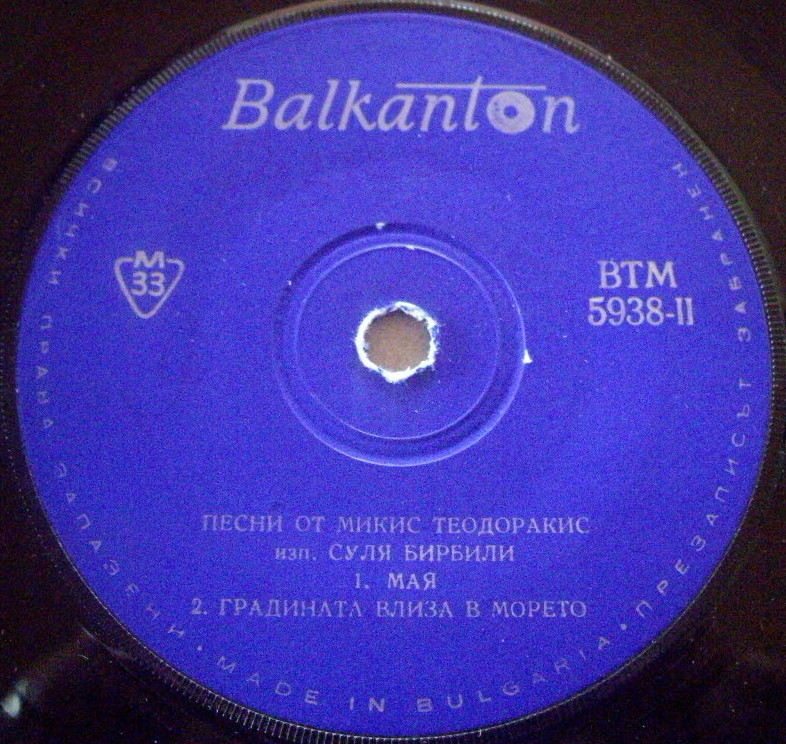 Balkanton
М
33
ВТМ
5938-II
ПЕСНИ ОТ МИКИС ТЕОДОРАКИС
изп. СУЛЯ БИРБИЛИ
1. МАЯ
2. ГРАДИНАТА ВЛИЗА В МОРЕТО
ВСИЧКИ ПРАВА ЗАПАЗЕНИ • MADE IN BULGARIA • ПРЕЗАПИСЪТ ЗАБРАНЕН